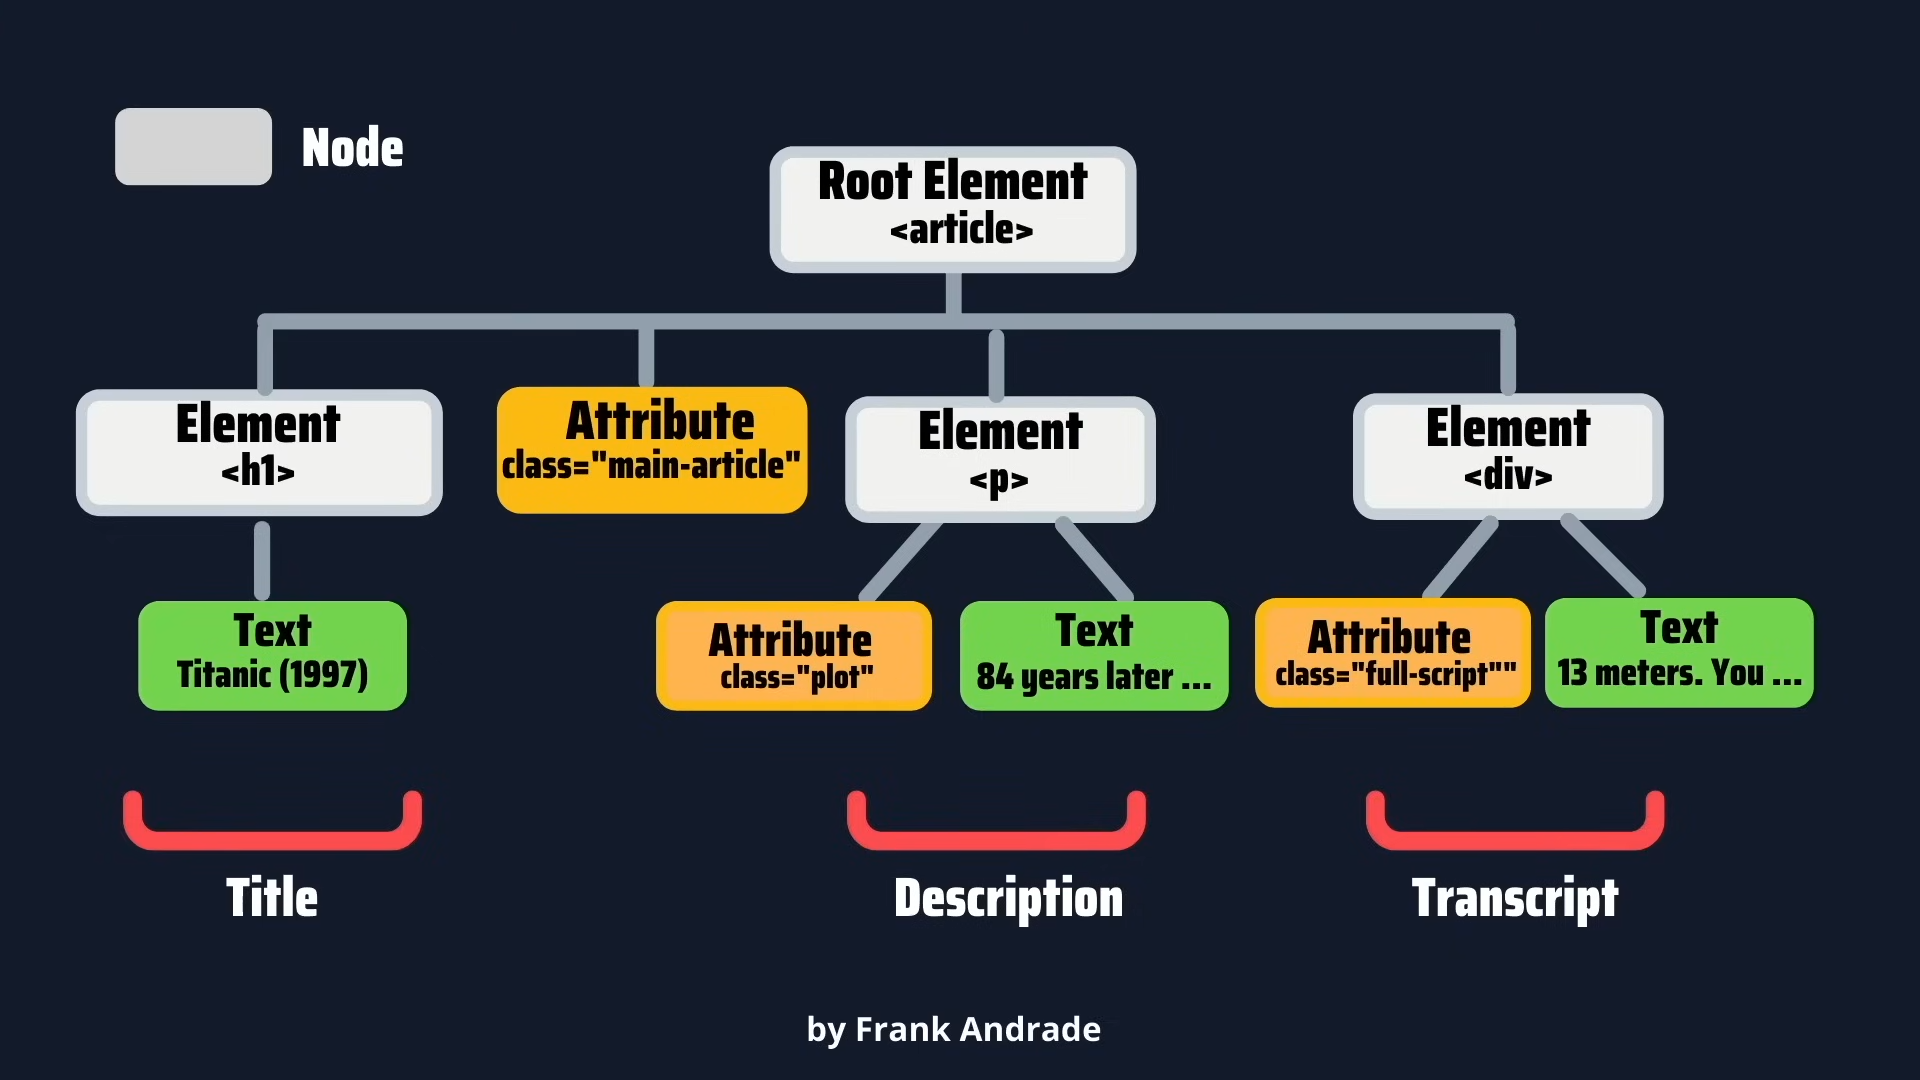 Node
Root Element
<article>
Element
<h1>
Attribute
class="main-article"
Element
<p>
Element
<div>
Text
Titanic (1997)
Attribute
class="plot"
Text
84 years later ...
Attribute
class="full-script""
Text
13 meters. You ...
Title
Description
Transcript
by Frank Andrade